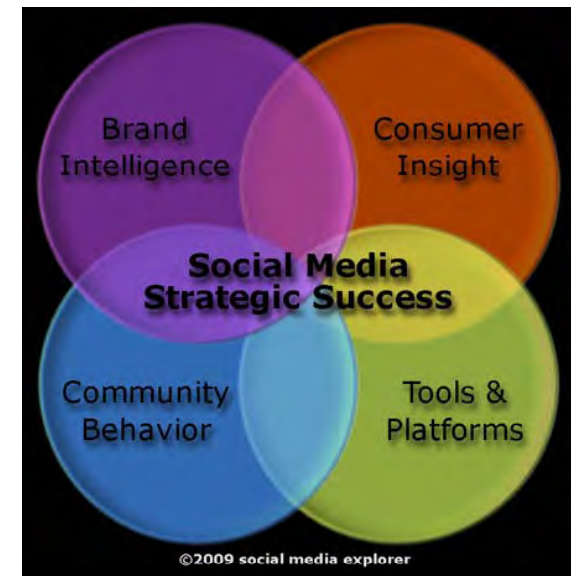 Brand
Intelligence
Consumer
Insight
Social Media
Strategic Success
Community
Behavior
Tools &
Platforms
©2009 social media explorer